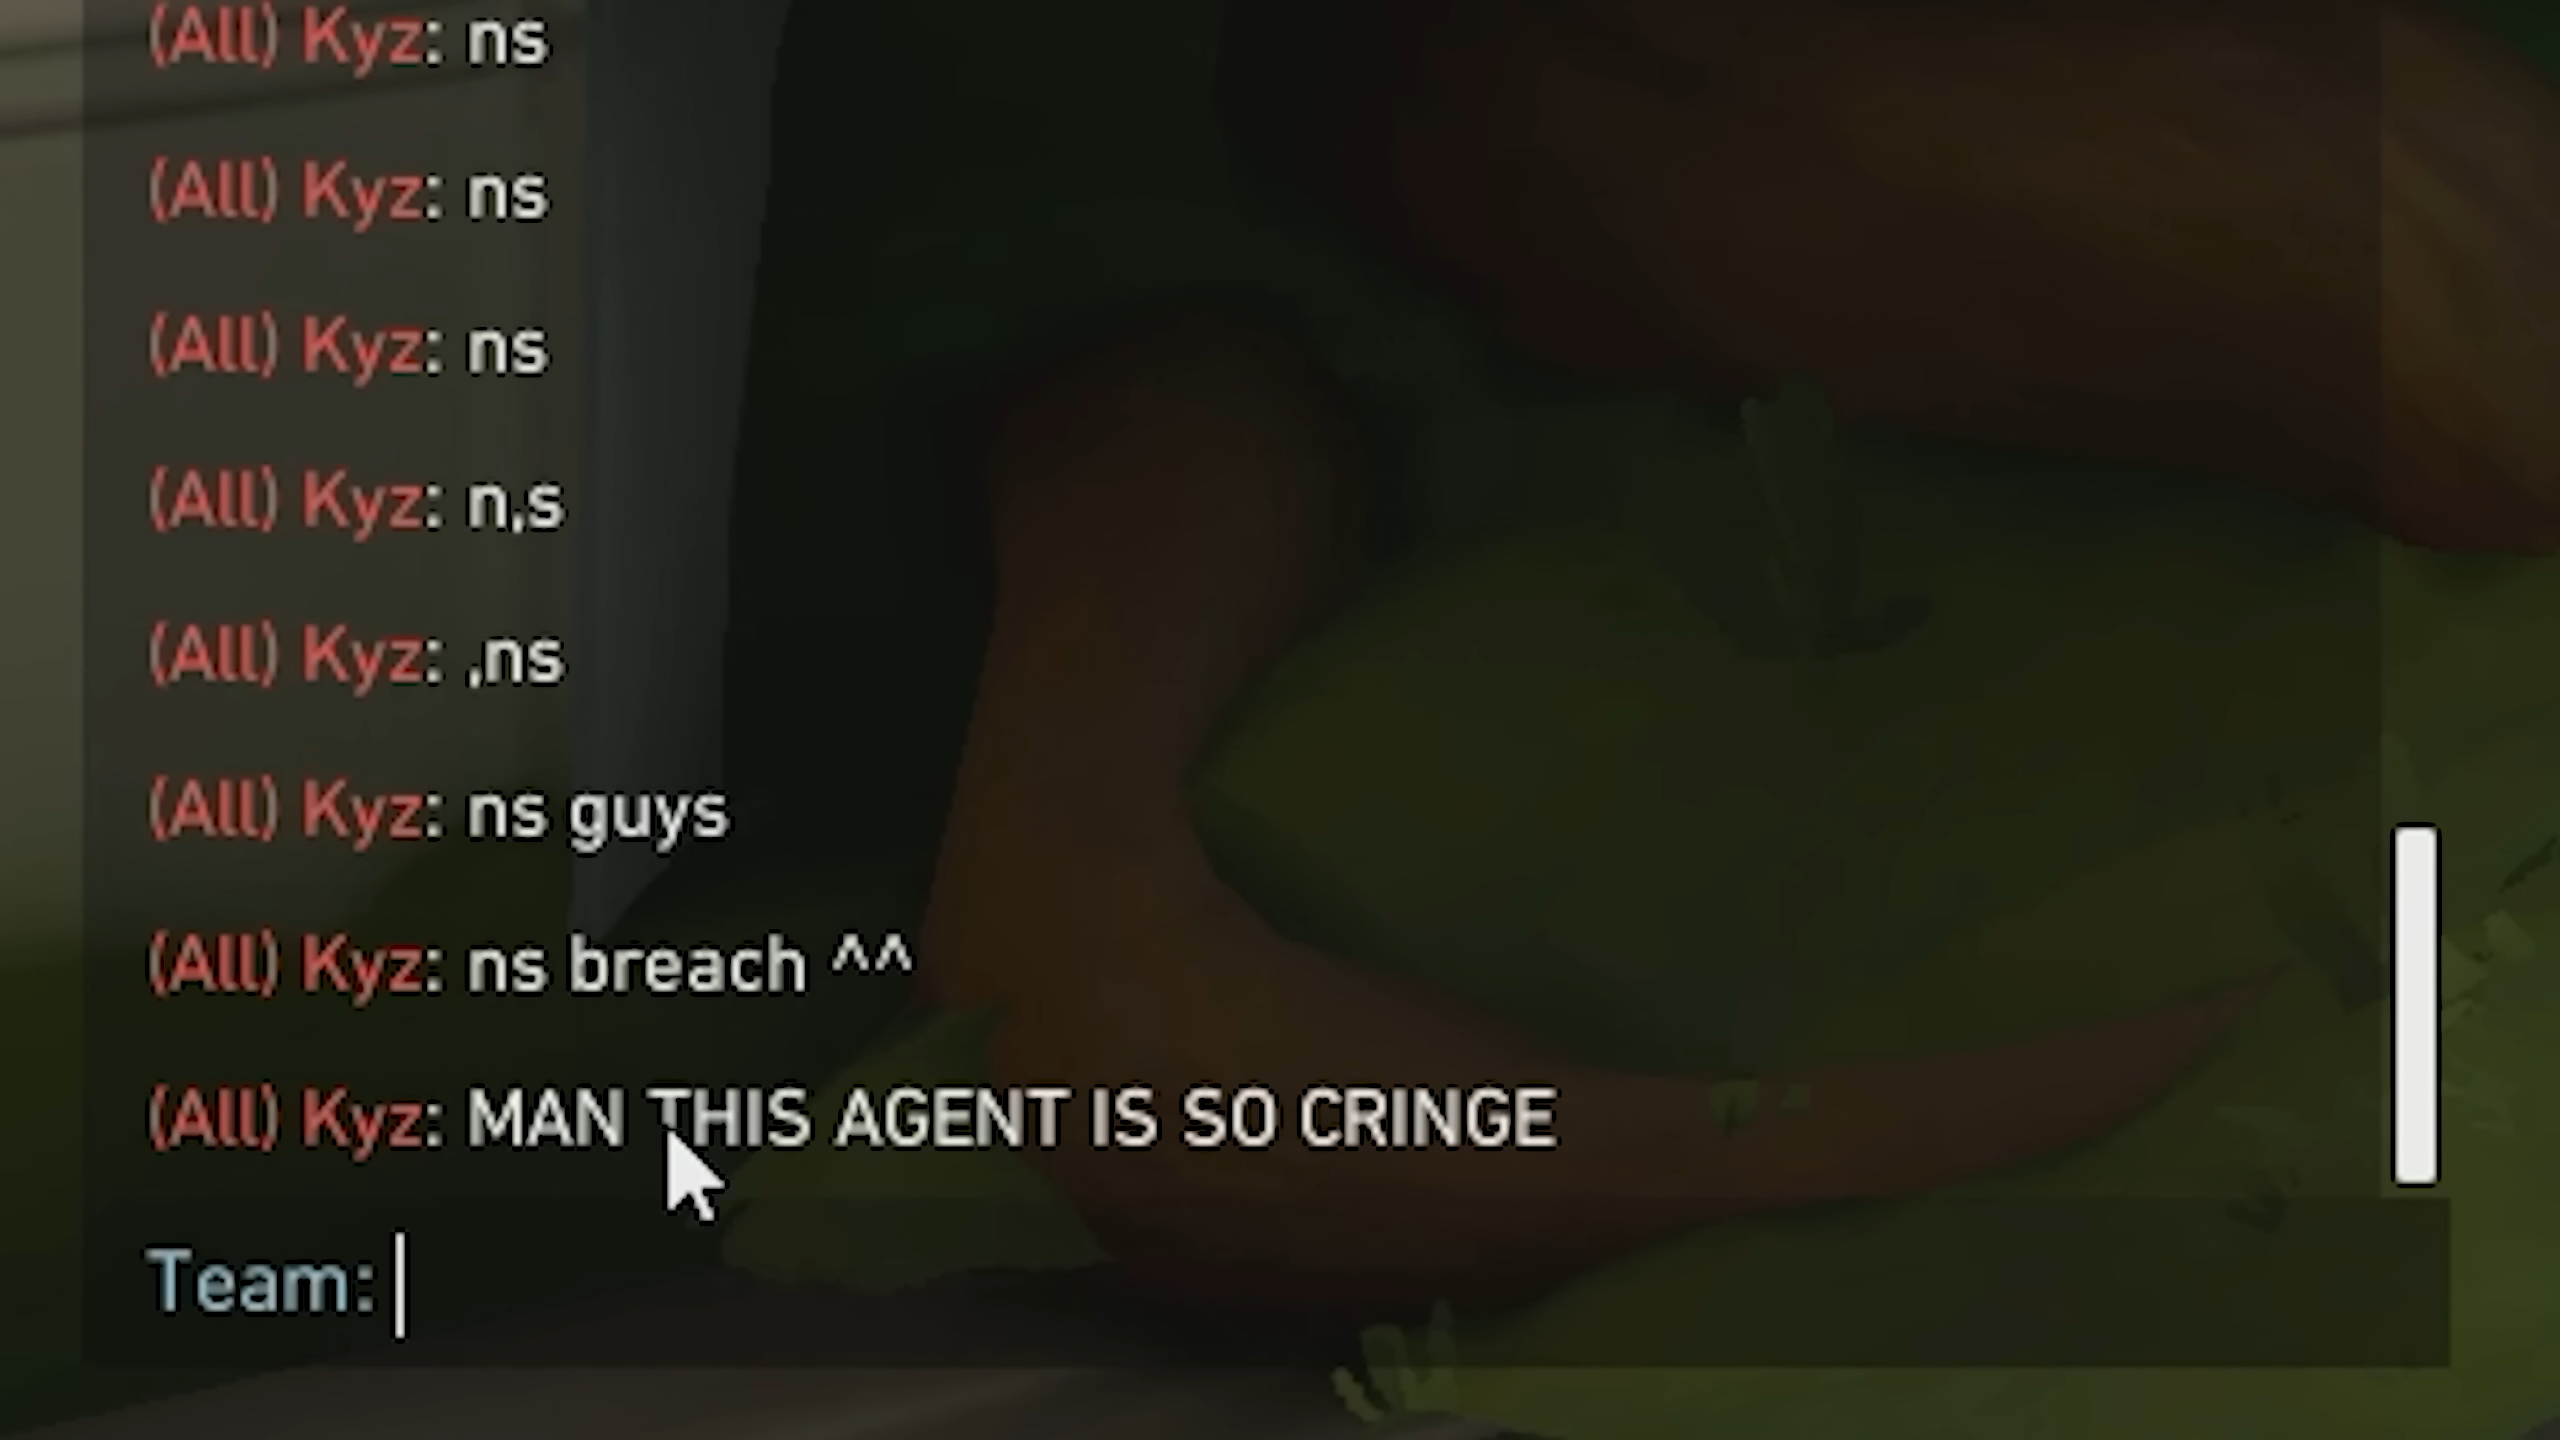 (All) Kyz: ns
(All) Kyz: ns
(All) Kyz: ns
(All) Kyz: n,s
(All) Kyz: ,ns
(All) Kyz: ns guys
(All) Kyz: ns breach ^^
(All) Kyz: MAN THIS AGENT IS SO CRINGE
Team: